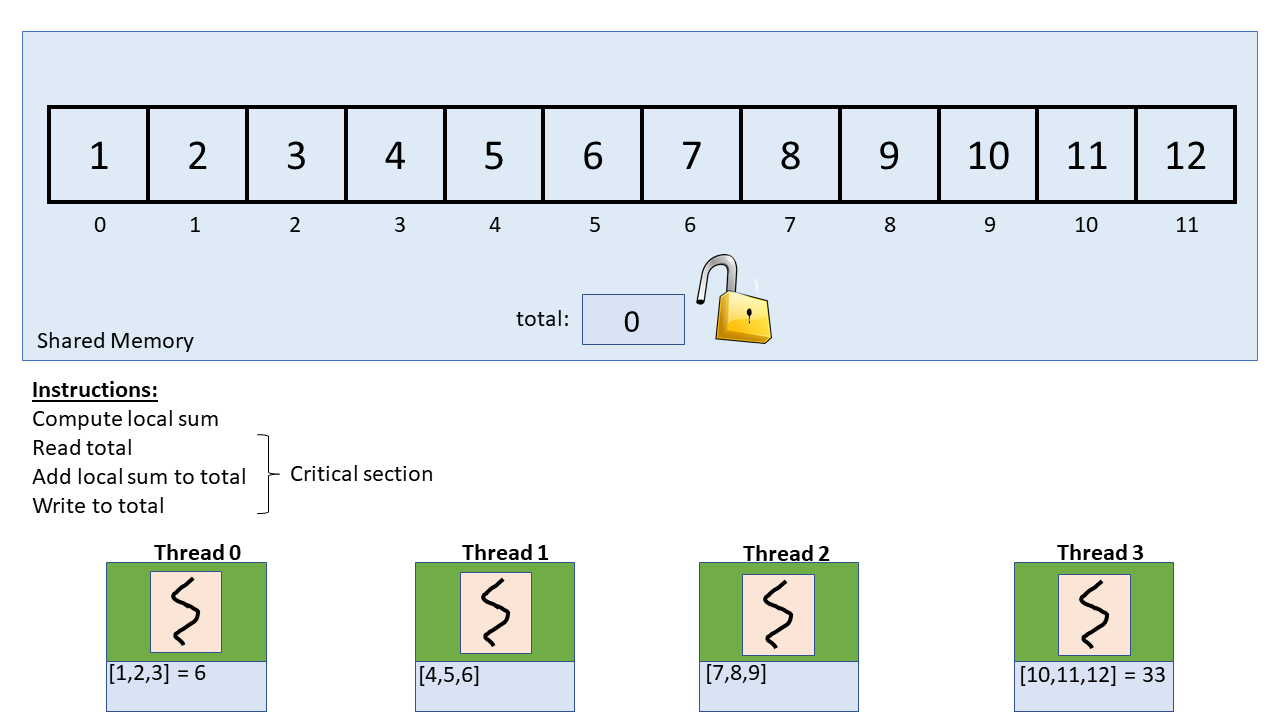 1 2 3 4 5 6 7 8 9 10 11 12
0 1 2 3 4 5 6 7 8 9 10 11
total: 0
Shared Memory
Instructions:
Compute local sum
Read total
Add local sum to total
Write to total
Critical section
Thread 0 Thread 1 Thread 2 Thread 3
[1,2,3] = 6 [4,5,6] [7,8,9] [10,11,12] = 33